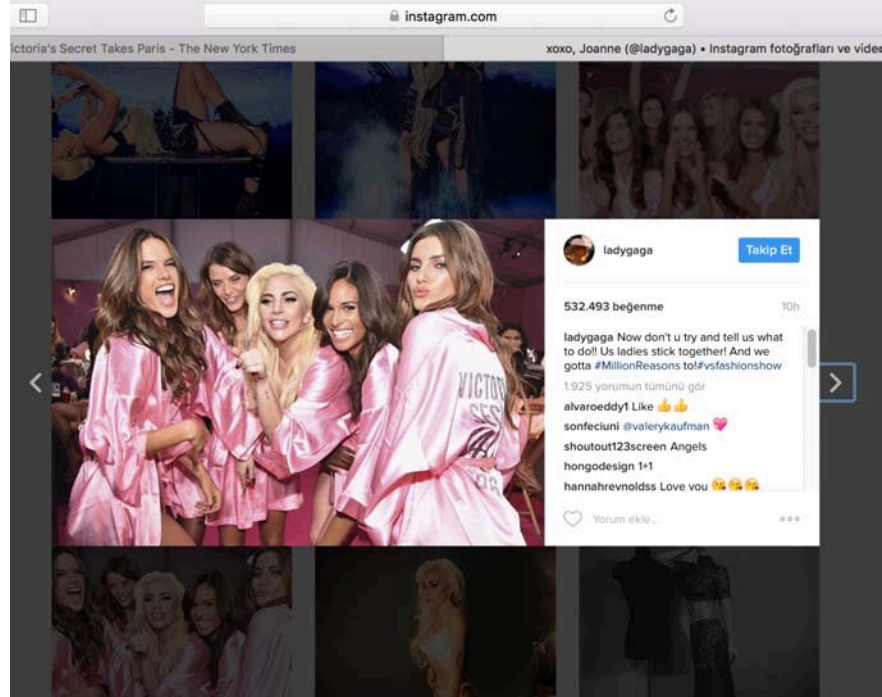 instagram.com
ictoria's Secret Takes Paris - The New York Times
xoxo, Joanne (@ladygaga) • Instagram fotoğrafları ve videc
ladygaga
Takip Et
532.493 beğenme
10h
ladygaga Now don't u try and tell us what
to do!! Us ladies stick together! And we
gotta #MillionReasons to!#vsfashionshow
1.925 yorumun tümünü gör
alvaroeddy1 Like 👍👍
sonfeciuni @valerykaufman 💖
shoutout123screen Angels
hongodesign 1+1
hannahreynoldss Love you 😘😘😘
Yorum ekle...
VICTO
SE